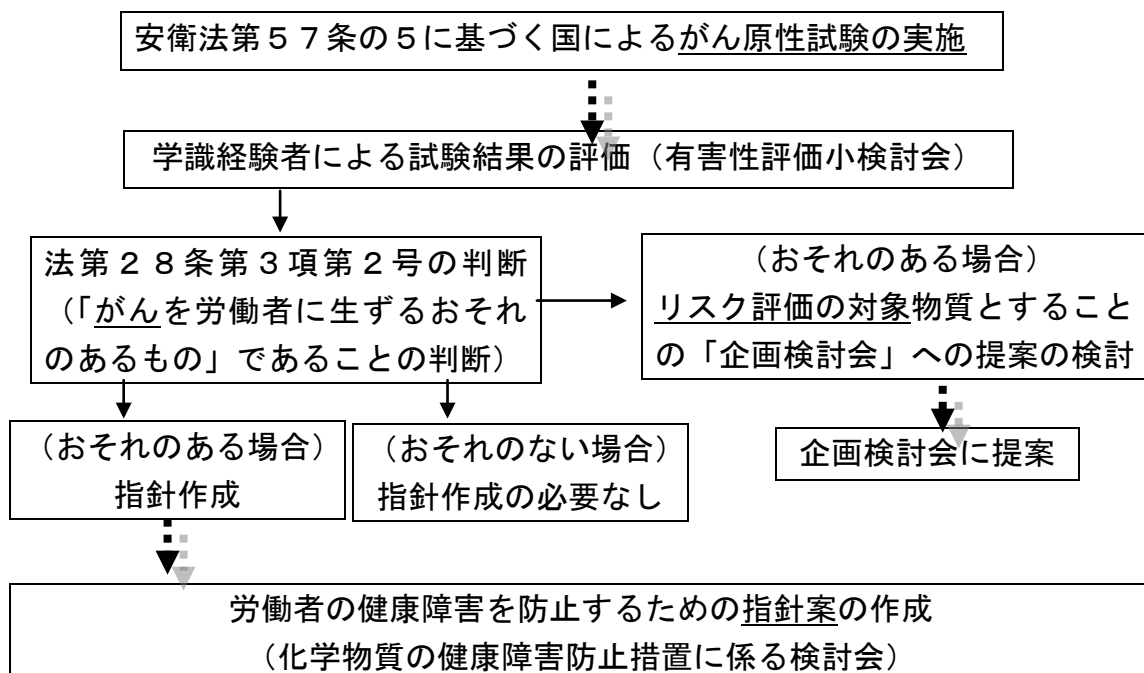 安衛法第５７条の５に基づく国によるがん原性試験の実施
学識経験者による試験結果の評価（有害性評価小検討会）
法第２８条第３項第２号の判断
（「がんを労働者に生ずるおそれ
のあるもの」であることの判断）
（おそれのある場合）
リスク評価の対象物質とすること
の「企画検討会」への提案の検討
（おそれのある場合）
指針作成
（おそれのない場合）
指針作成の必要なし
企画検討会に提案
労働者の健康障害を防止するための指針案の作成
（化学物質の健康障害防止措置に係る検討会）